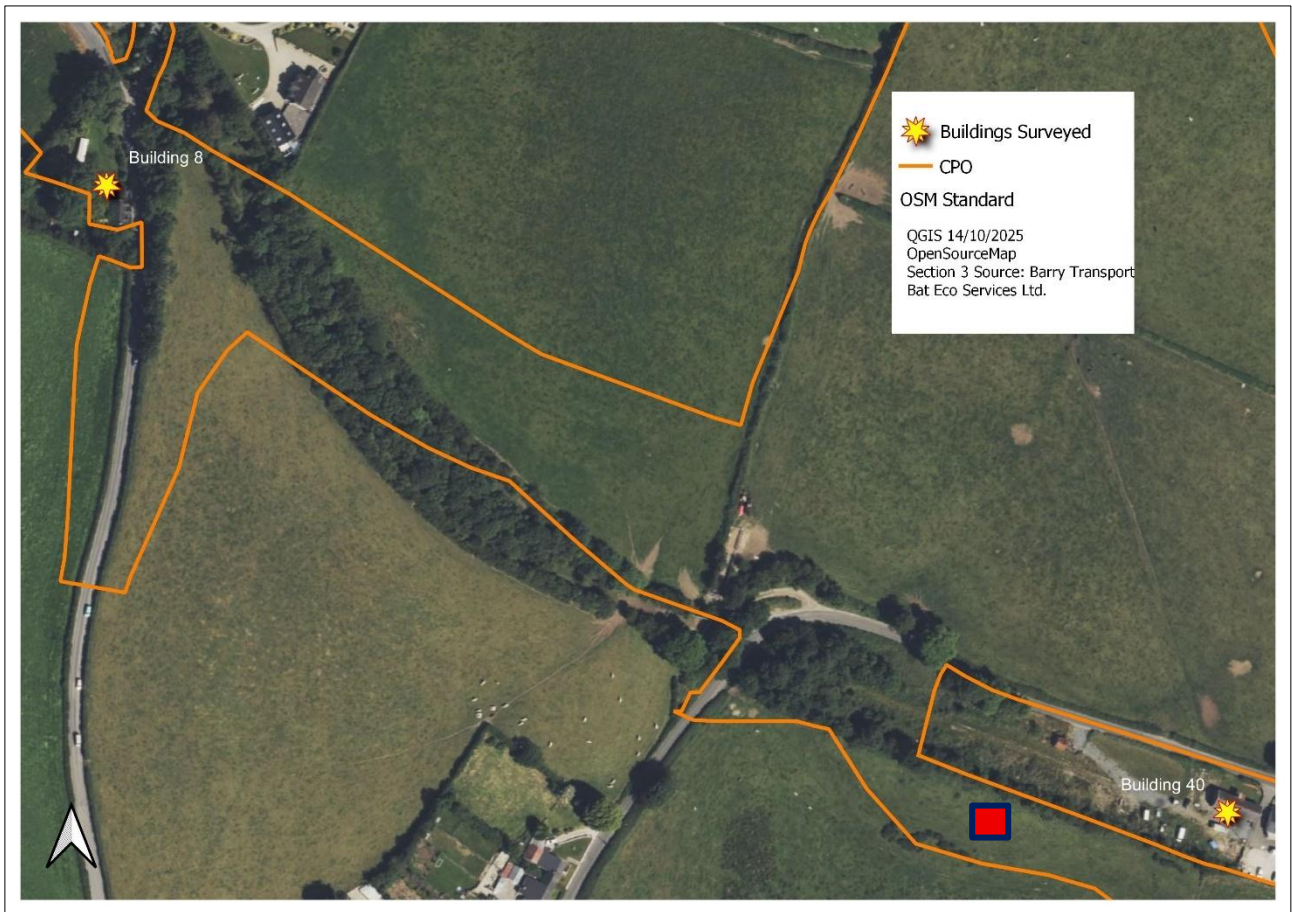 Building 8
Buildings Surveyed
CPO
OSM Standard
QGIS 14/10/2025
OpenSourceMap
Section 3 Source: Barry Transport
Bat Eco Services Ltd.
Building 40